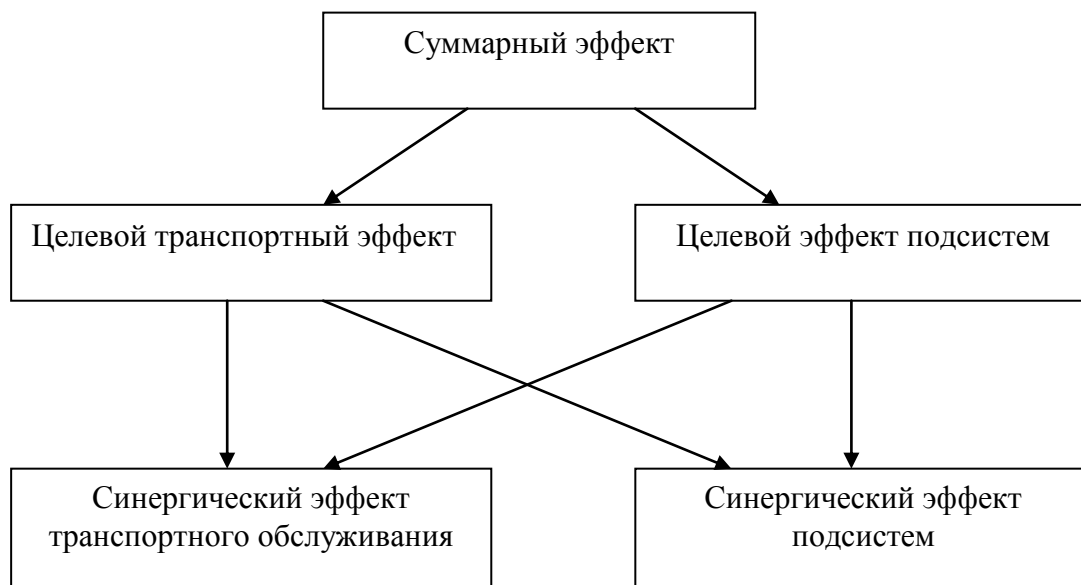 Суммарный эффект
Целевой транспортный эффект
Целевой эффект подсистем
Синергический эффект
транспортного обслуживания
Синергический эффект
подсистем